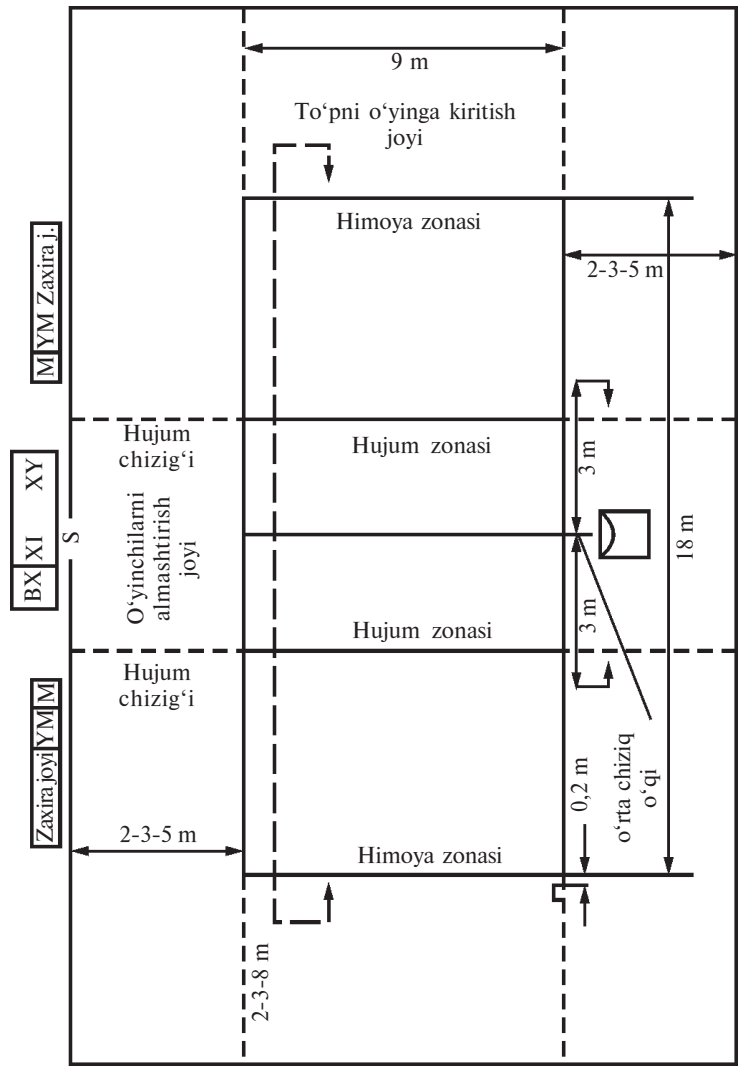 9 m
To‘pni o‘yinga kiritish
joyi
Himoya zonasi
2-3-5 m
M YM Zaxira j.
Hujum
chizig‘i
Hujum zonasi
3 m
BX XI XY
S
O‘yinchilarni
almashtirish
joyi
18 m
Hujum zonasi
3 m
Hujum
chizig‘i
Zaxira joyi YM M
o‘rta chiziq
o‘qi
0,2 m
2-3-5 m
Himoya zonasi
2-3-8 m